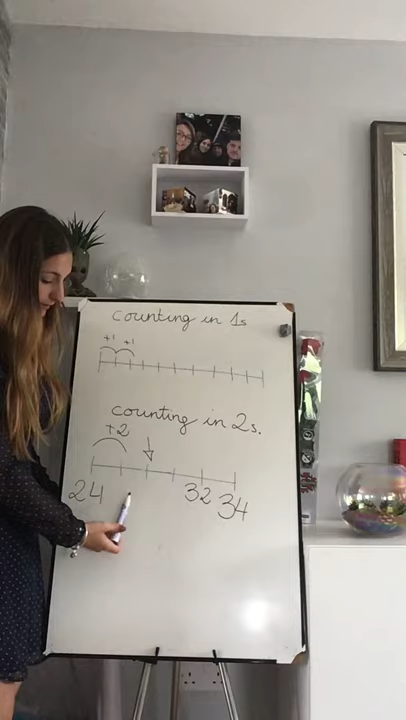 counting in 1s
+1 +1
counting in 2s.
+2
24 32 34